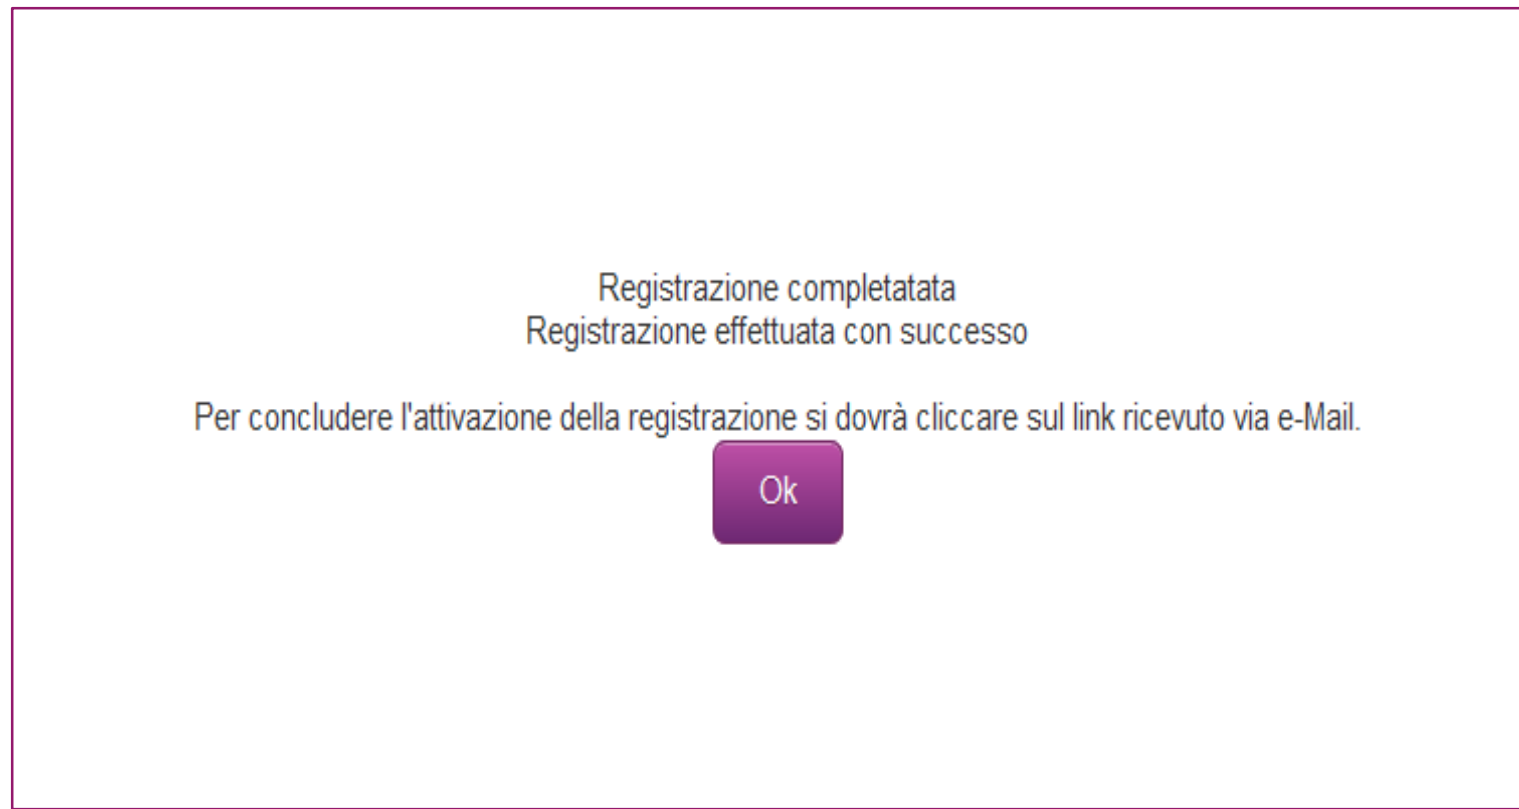 Registrazione completatata
Registrazione effettuata con successo
Per concludere l'attivazione della registrazione si dovrà cliccare sul link ricevuto via e-Mail.
Ok